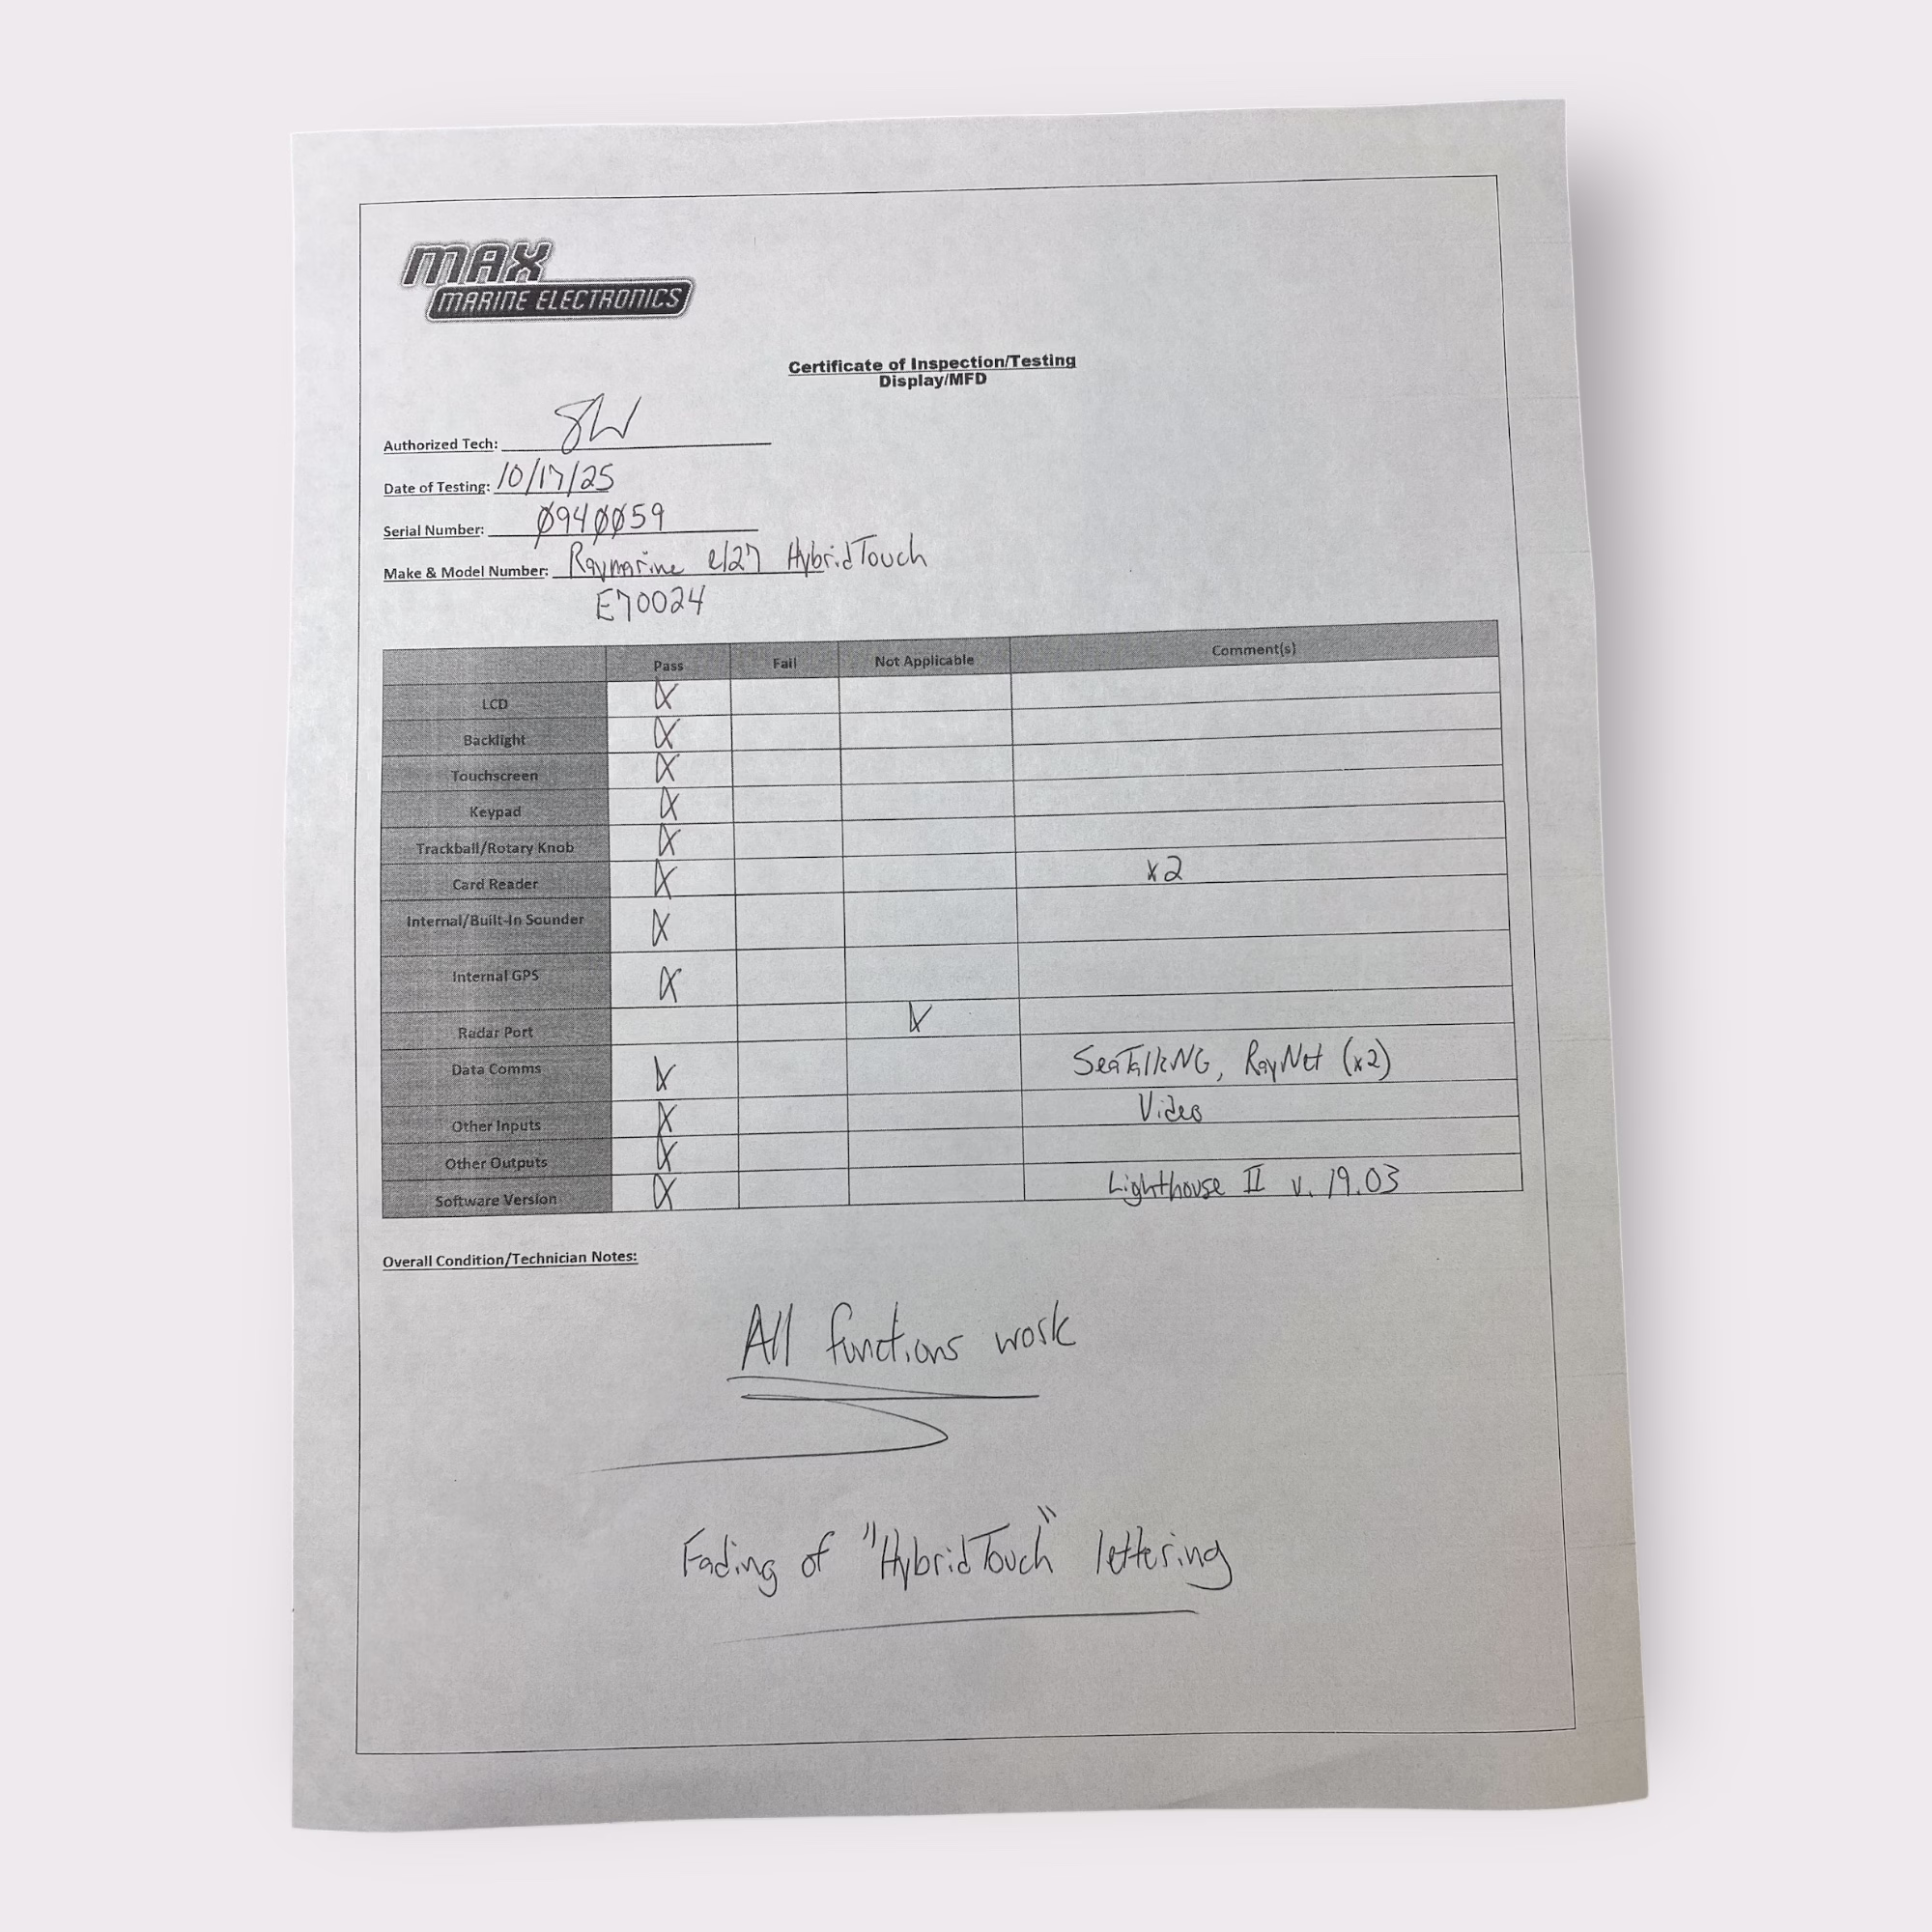 MAX
MARINE ELECTRONICS
Certificate of Inspection/Testing
Display/MFD
Authorized Tech: SW
Date of Testing: 10/17/25
Serial Number: 0940059
Make & Model Number: Raymarine e127 HybridTouch
E70024
Pass Fail Not Applicable Comment(s)
LCD X
Backlight X
Touchscreen X
Keypad X
Trackball/Rotary Knob X
Card Reader X x2
Internal/Built-In Sounder X
Internal GPS X
Radar Port X
Data Comms X SeaTalkNG, RayNet (x2)
Other Inputs X Video
Other Outputs X
Software Version X Lighthouse II v. 19.03
Overall Condition/Technician Notes:
All functions work
Fading of "HybridTouch" lettering